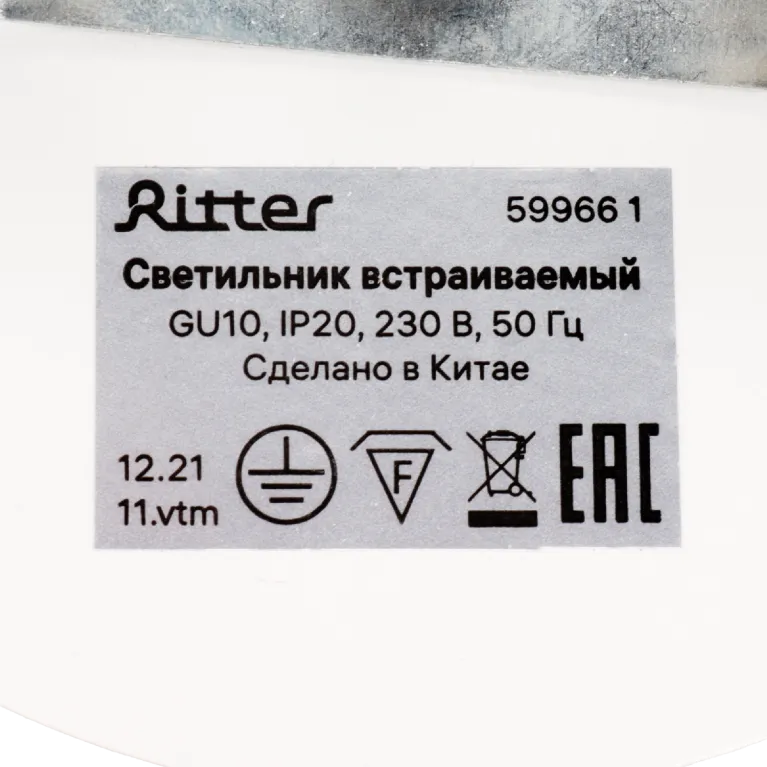 Ritter 59966 1
Светильник встраиваемый
GU10, IP20, 230 В, 50 Гц
Сделано в Китае
12.21
11.vtm
F
EAC